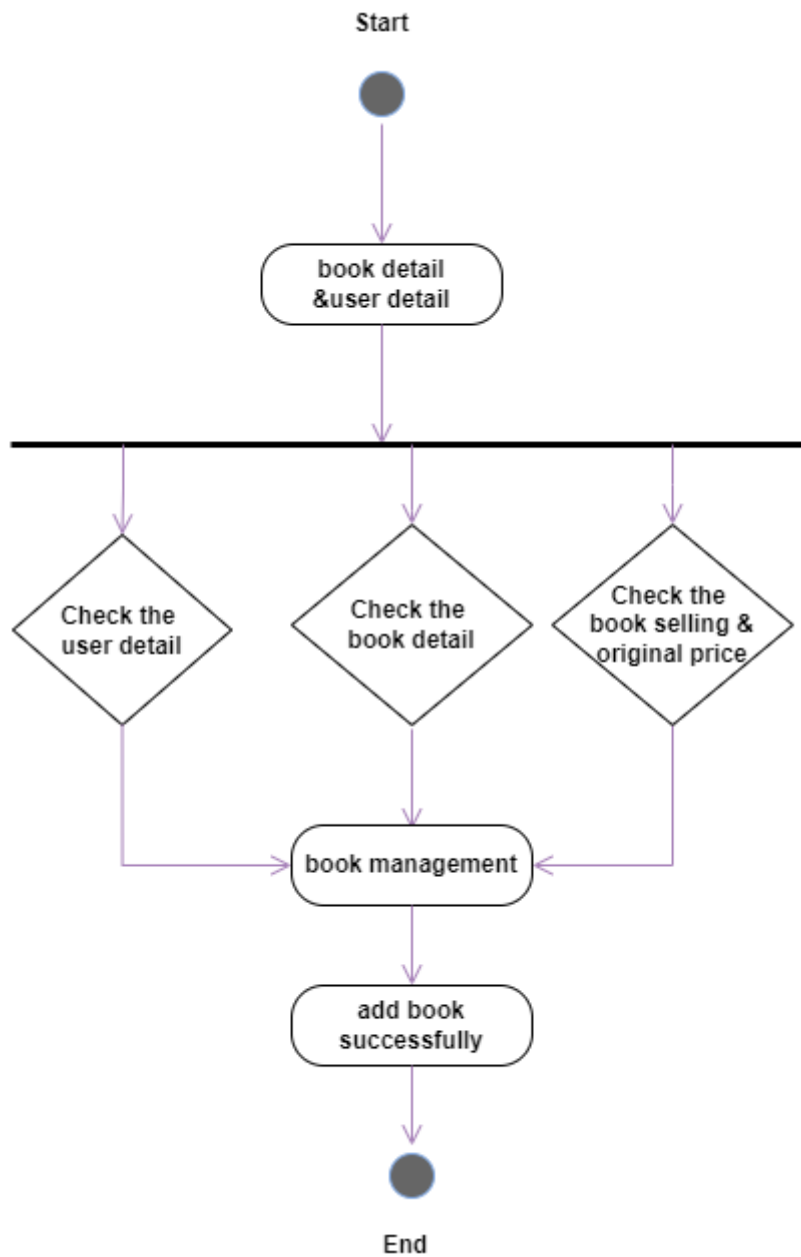 Start
book detail
&user detail
Check the
user detail
Check the
book detail
Check the
book selling &
original price
book management
add book
successfully
End